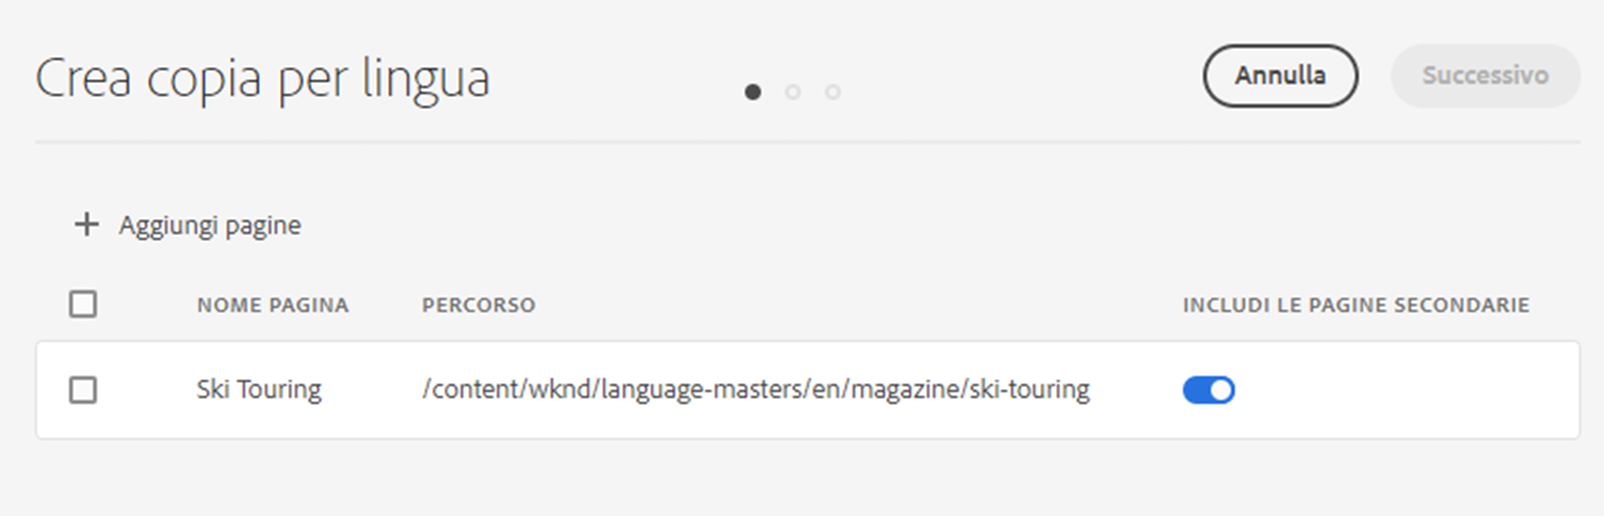 Crea copia per lingua
Annulla
Successivo
Aggiungi pagine
NOME PAGINA PERCORSO INCLUDI LE PAGINE SECONDARIE
Ski Touring /content/wknd/language-masters/en/magazine/ski-touring